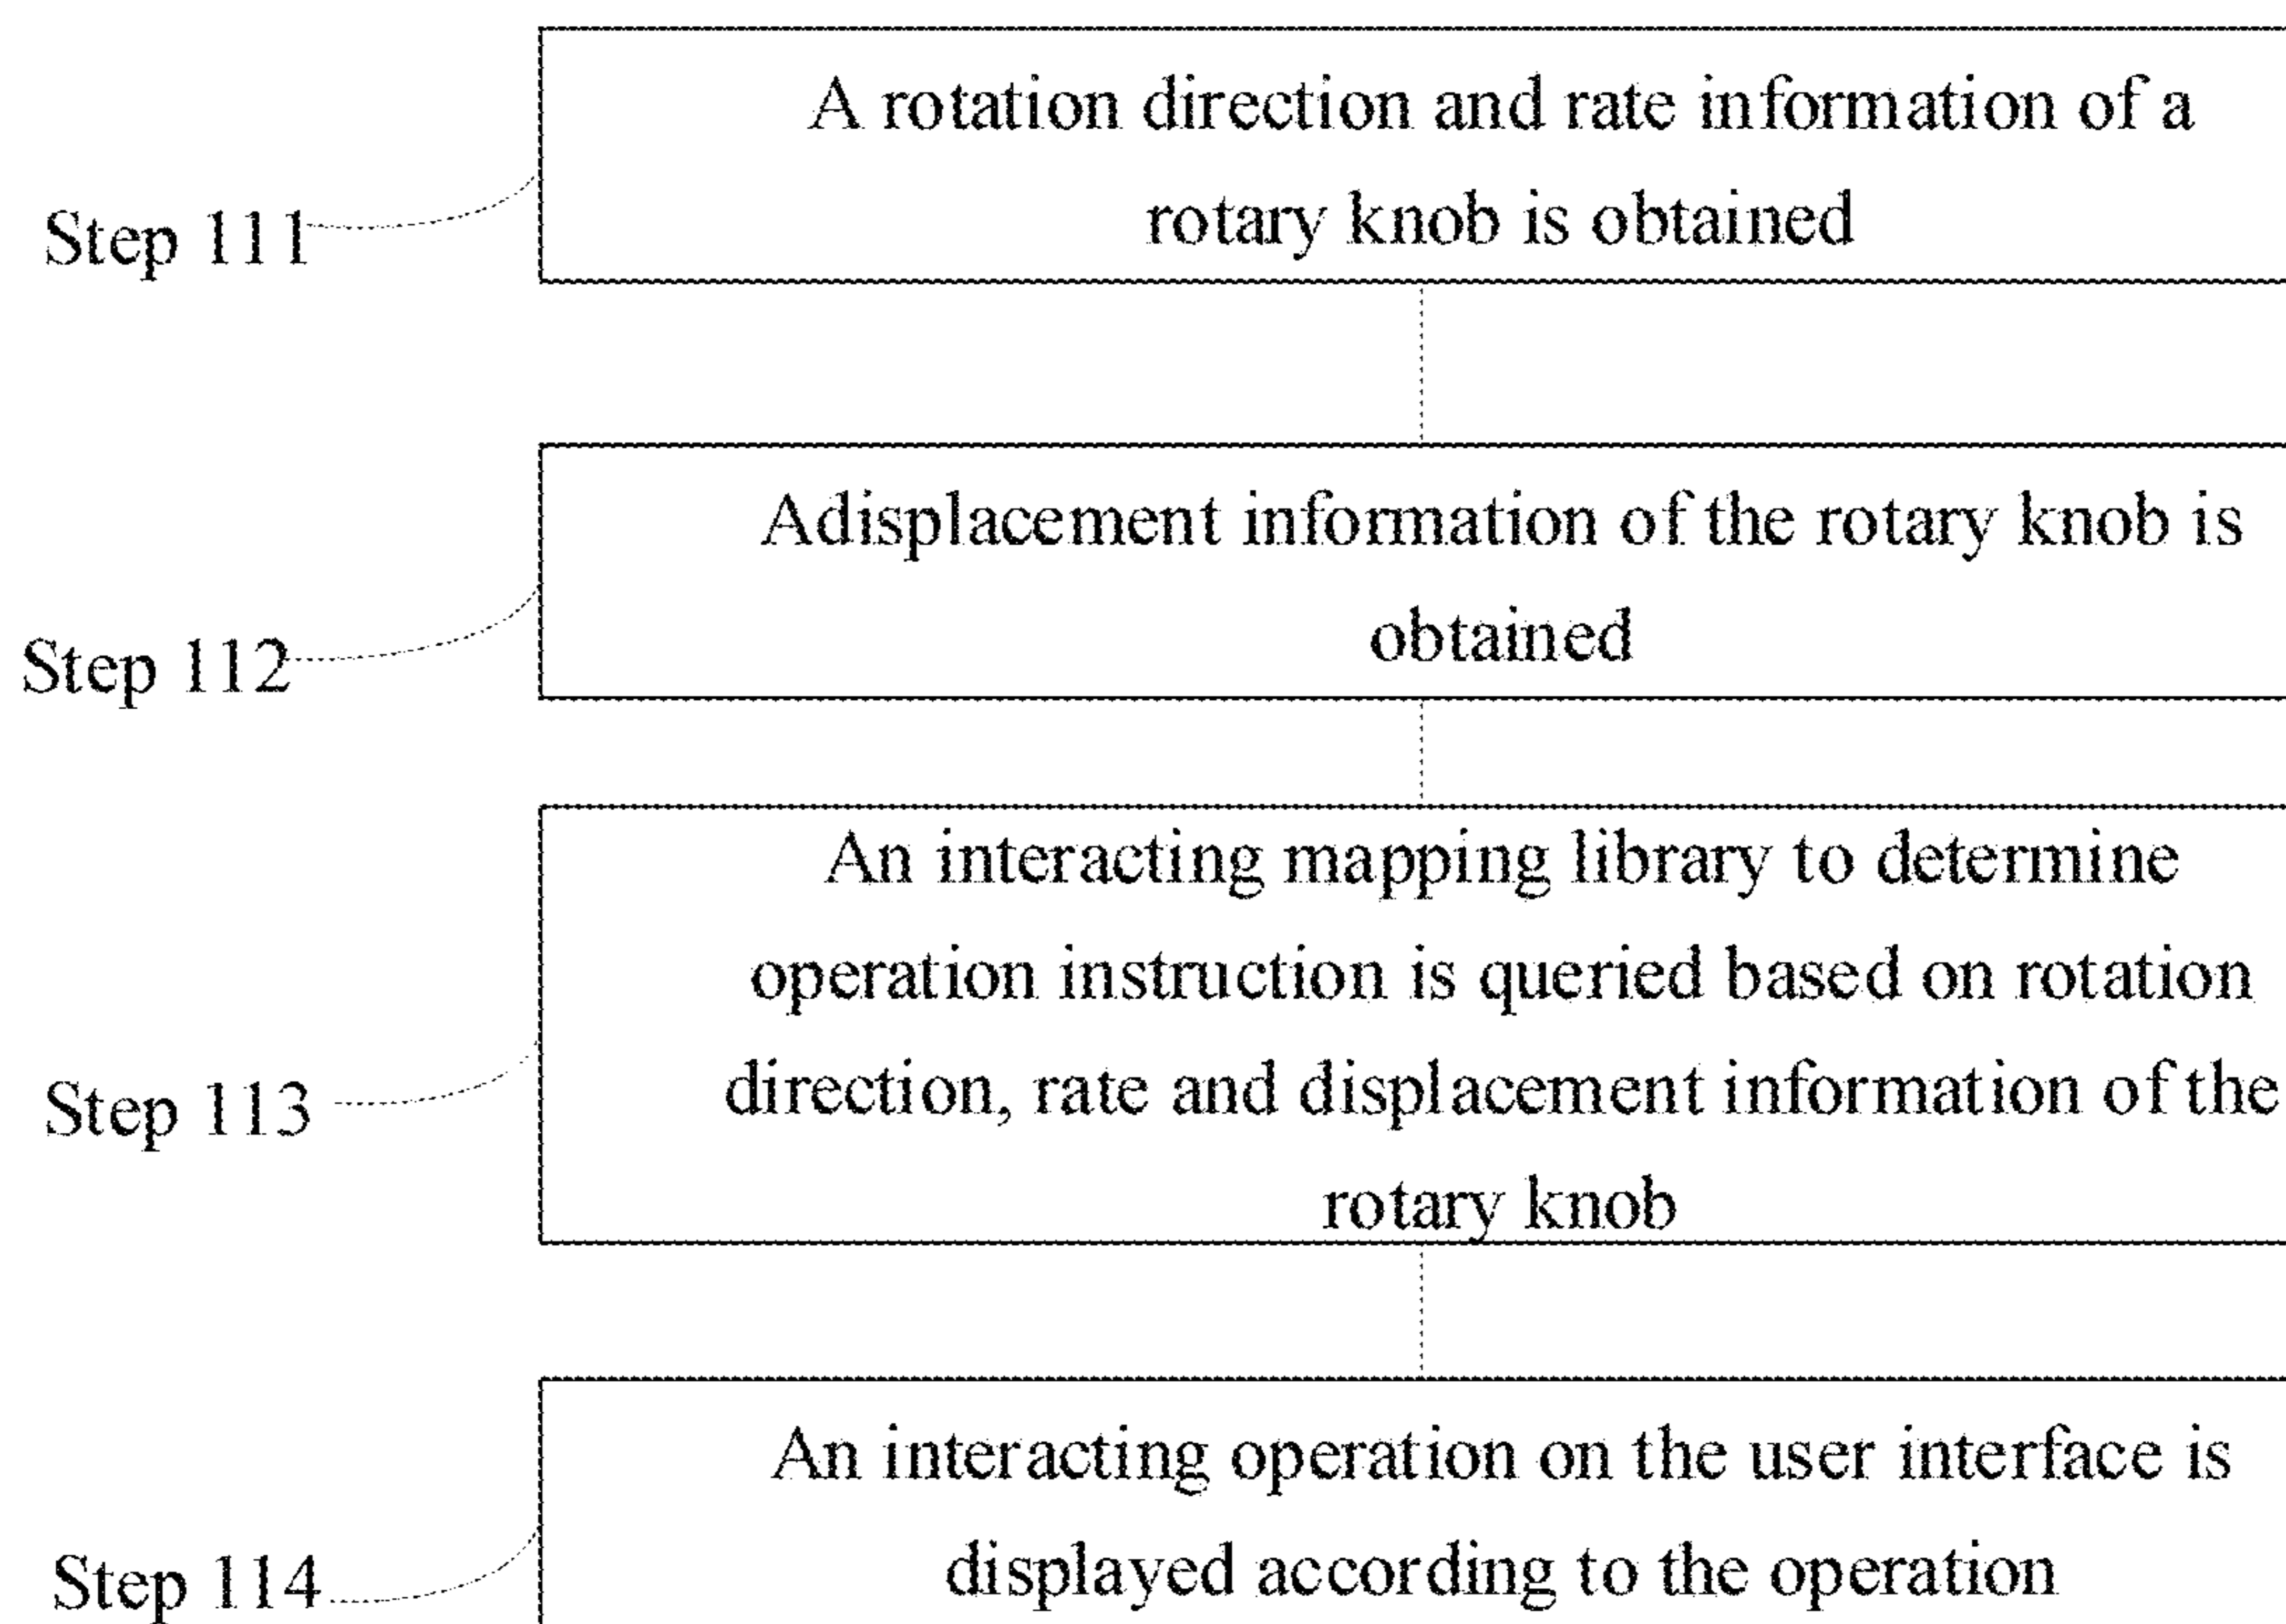 A rotation direction and rate information of a
rotary knob is obtained
Step 111
Adisplacement information of the rotary knob is
obtained
Step 112
An interacting mapping library to determine
operation instruction is queried based on rotation
direction, rate and displacement information of the
rotary knob
Step 113
An interacting operation on the user interface is
displayed according to the operation
Step 114